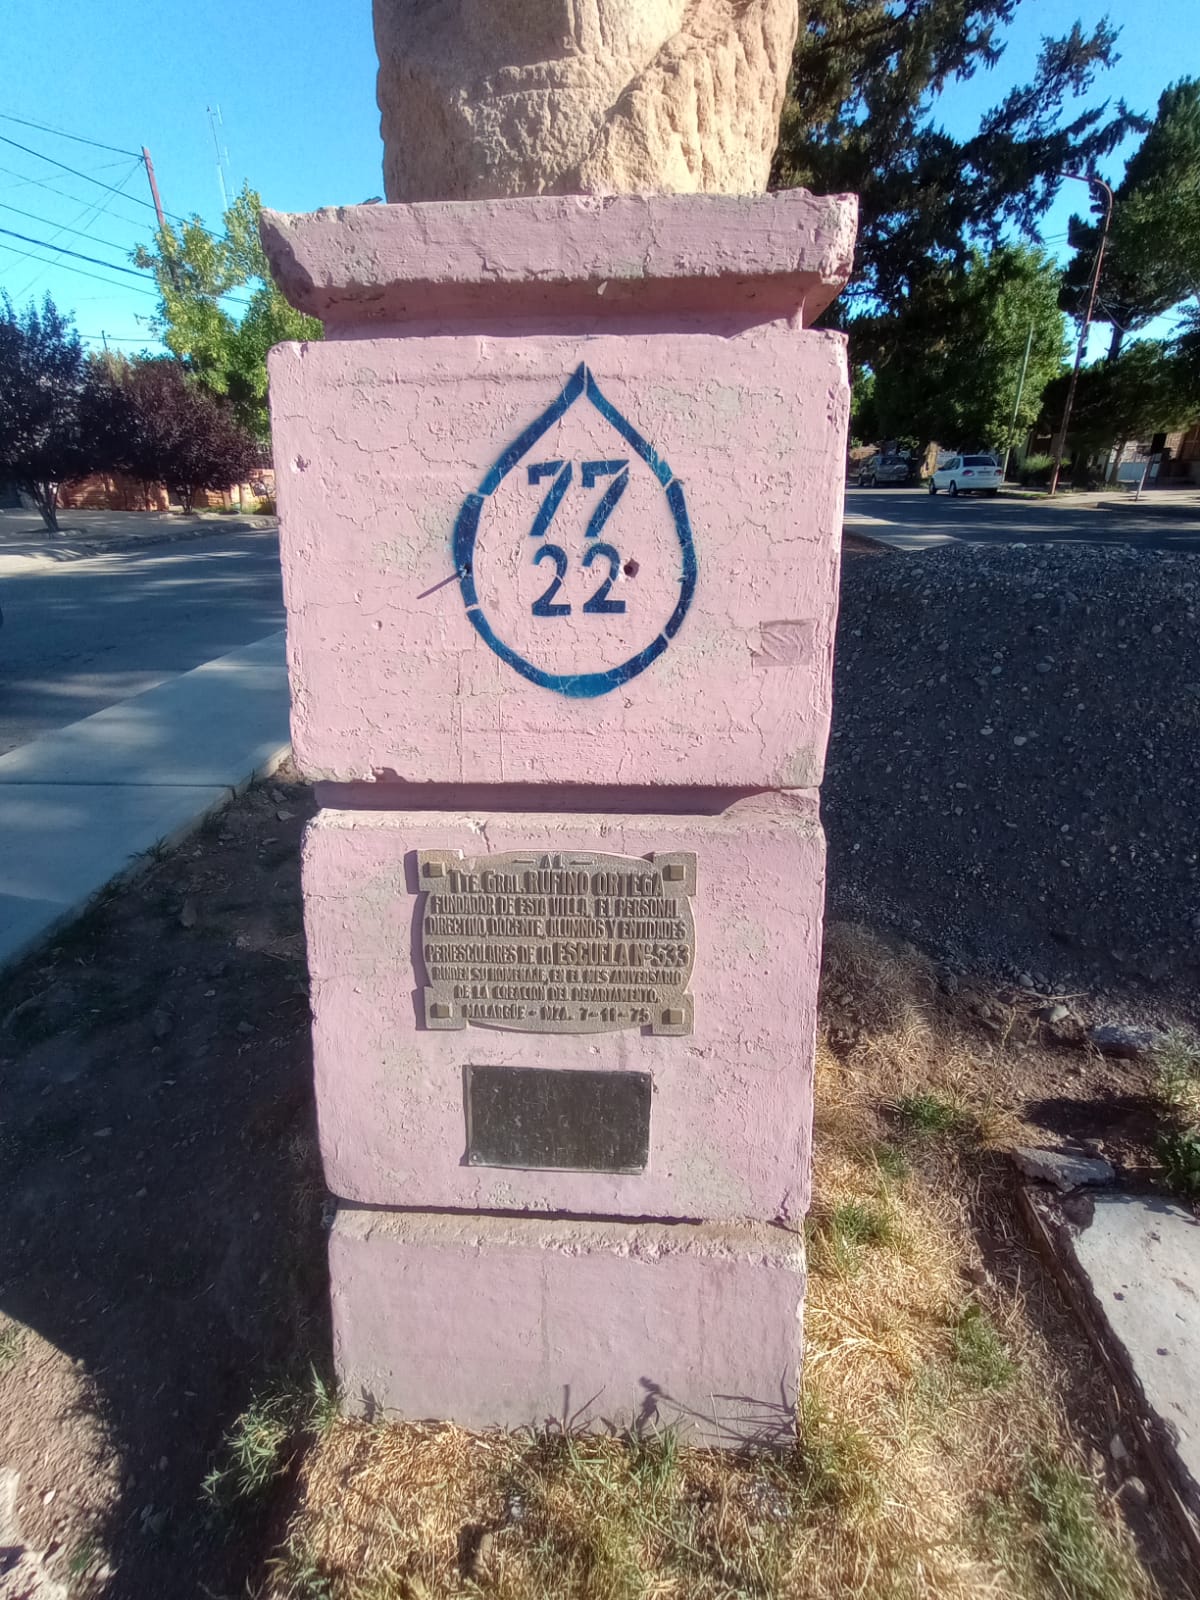 77
22
— AL —
TTE. GRAL. RUFINO ORTEGA
FUNDADOR DE ESTA VILLA, EL PERSONAL
DIRECTIVO, DOCENTE, ALUMNOS Y ENTIDADES
PERIESCOLARES DE LA ESCUELA Nº 533
RINDEN SU HOMENAJE, EN EL MES ANIVERSARIO
DE LA CREACION DEL DEPARTAMENTO.
MALARGÜE - MZA. 7-11-75